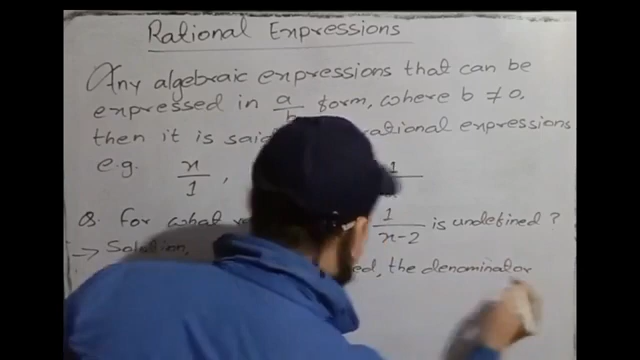 Rational Expressions
Any algebraic expressions that can be
expressed in a/b form, where b ≠ 0,
then it is said rational expressions
e.g. x/1 , 1
Q. For what 1/(x-2) is undefined ?
→ Solution,
the denominator